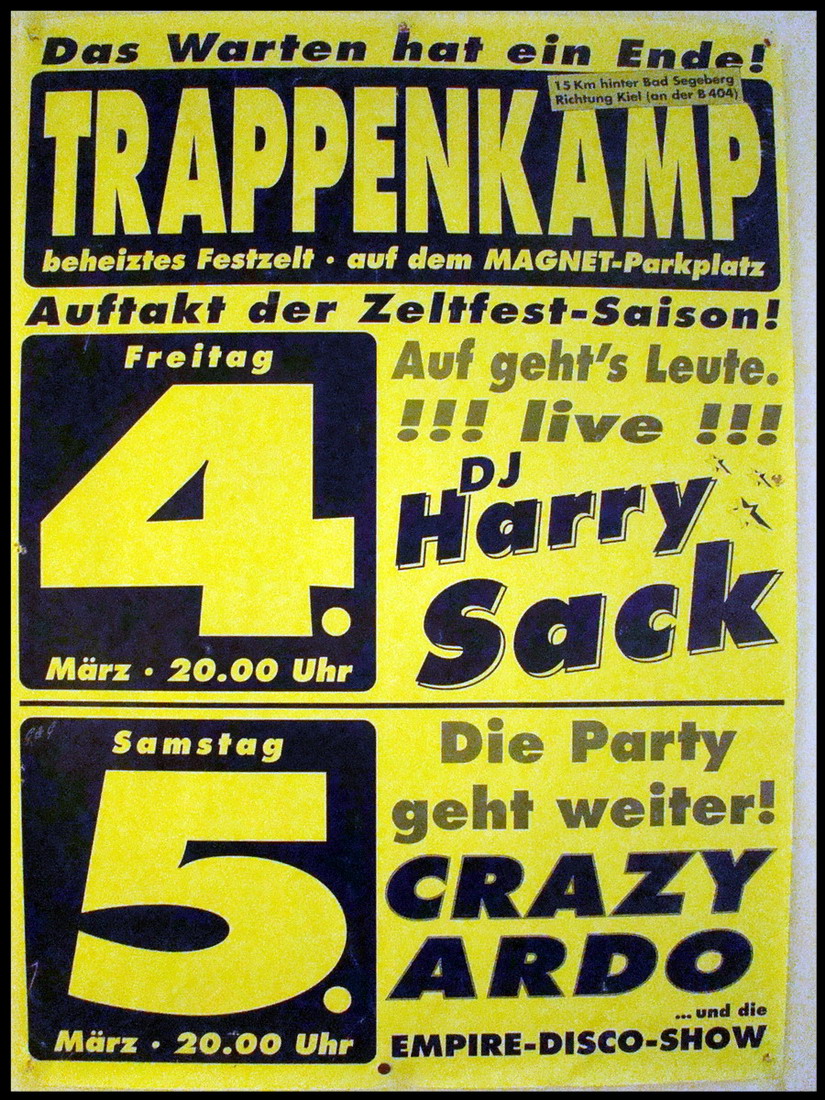 Das Warten hat ein Ende!
15 Km hinter Bad Segeberg
Richtung Kiel (an der B 404)
TRAPPENKAMP
beheiztes Festzelt · auf dem MAGNET-Parkplatz
Auftakt der Zeltfest-Saison!
Freitag
4.
März · 20.00 Uhr
Auf geht's Leute.
!!! live !!!
DJ
Harry
Sack
Samstag
5.
März · 20.00 Uhr
Die Party
geht weiter!
CRAZY
ARDO
...und die
EMPIRE-DISCO-SHOW